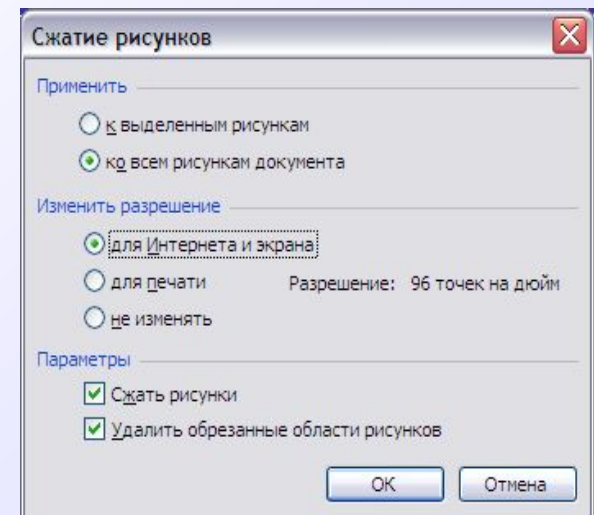 Сжатие рисунков
Применить
к выделенным рисункам
ко всем рисункам документа
Изменить разрешение
для Интернета и экрана
для печати Разрешение: 96 точек на дюйм
не изменять
Параметры
Сжать рисунки
Удалить обрезанные области рисунков
ОК Отмена